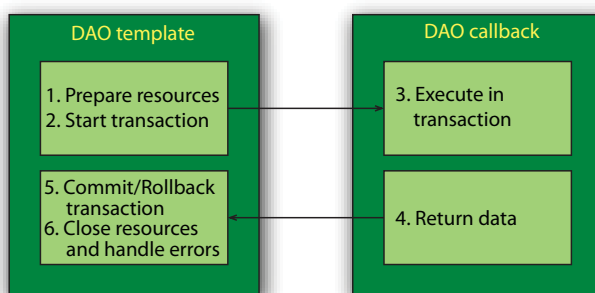 DAO template
1. Prepare resources
2. Start transaction
5. Commit/Rollback
transaction
6. Close resources
and handle errors
DAO callback
3. Execute in
transaction
4. Return data